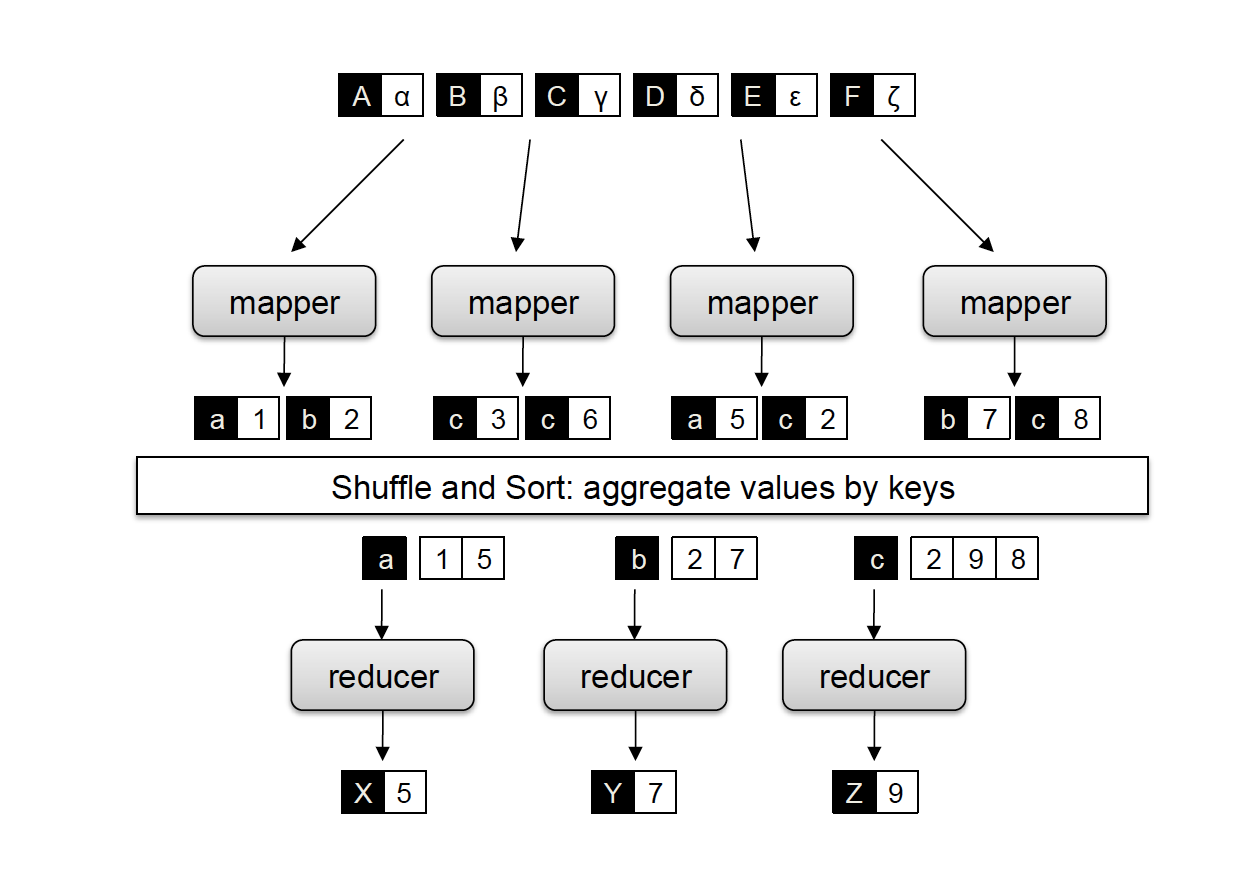 A α B β C γ D δ E ε F ζ
mapper mapper mapper mapper
a 1 b 2 c 3 c 6 a 5 c 2 b 7 c 8
Shuffle and Sort: aggregate values by keys
a 1 5 b 2 7 c 2 9 8
reducer reducer reducer
X 5 Y 7 Z 9